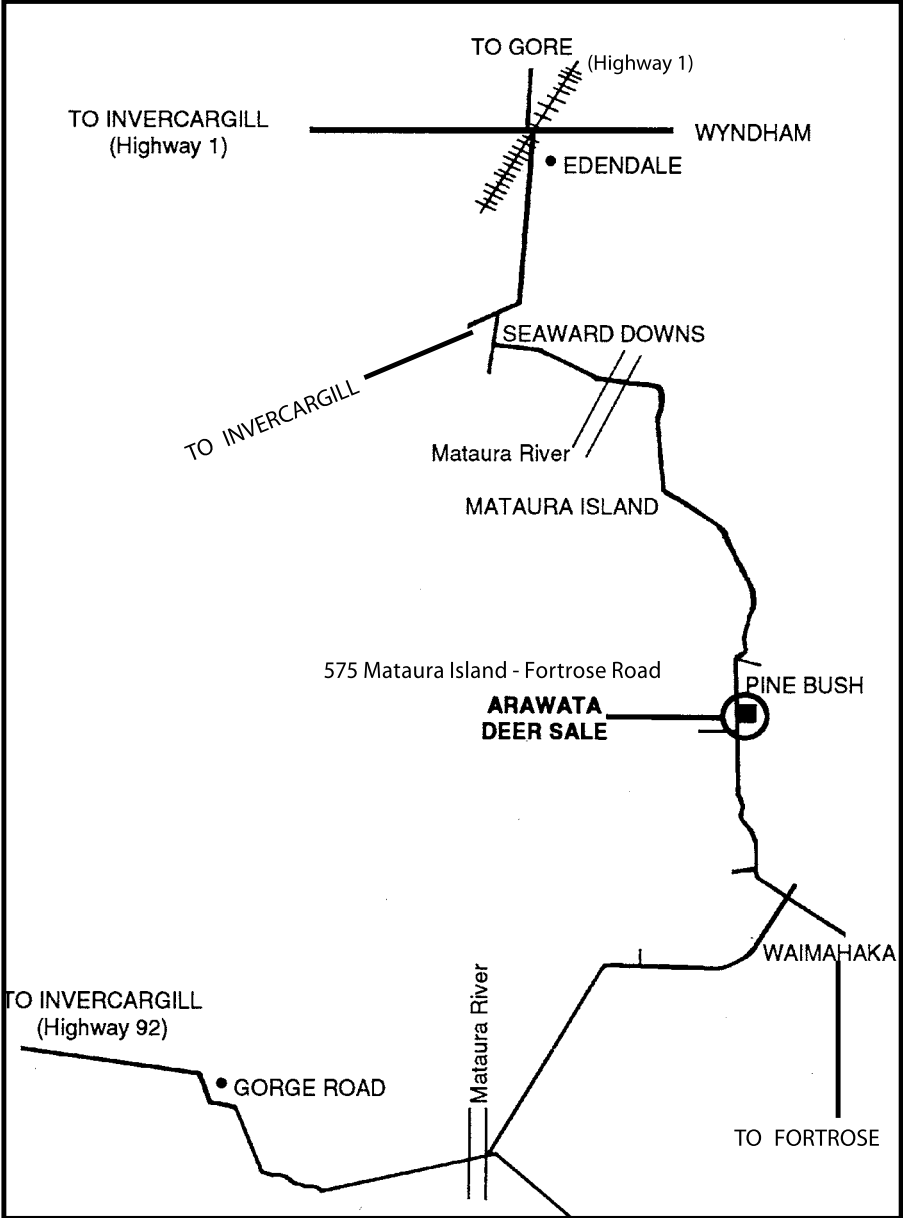 TO GORE
(Highway 1)
TO INVERCARGILL
(Highway 1)
WYNDHAM
EDENDALE
SEAWARD DOWNS
TO INVERCARGILL
Mataura River
MATAURA ISLAND
575 Mataura Island - Fortrose Road
PINE BUSH
ARAWATA
DEER SALE
WAIMAHAKA
Mataura River
TO INVERCARGILL
(Highway 92)
GORGE ROAD
TO FORTROSE